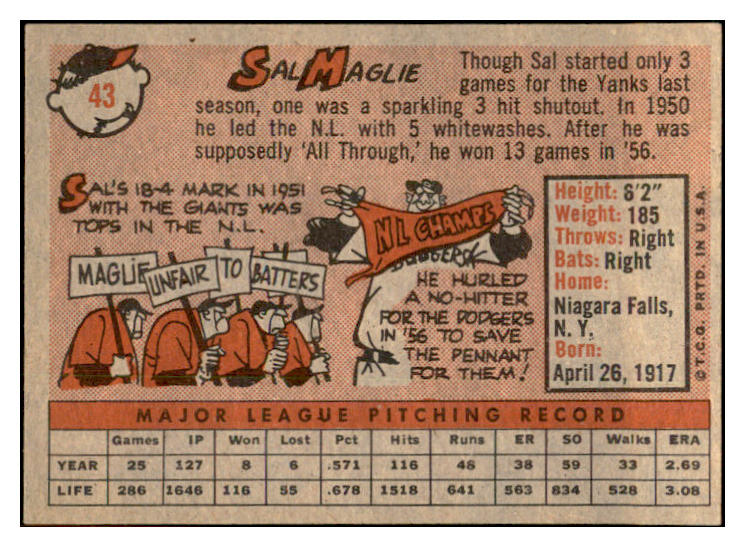 43
SAL MAGLIE
Though Sal started only 3
games for the Yanks last
season, one was a sparkling 3 hit shutout. In 1950
he led the N.L. with 5 whitewashes. After he was
supposedly 'All Through,' he won 13 games in '56.
SAL'S 18-4 MARK IN 1951
WITH THE GIANTS WAS
TOPS IN THE N.L.
MAGLIE UNFAIR TO BATTERS
N L CHAMPS
DODGERS
HE HURLED
A NO-HITTER
FOR THE DODGERS
IN '56 TO SAVE
THE PENNANT
FOR THEM!
Height: 6'2"
Weight: 185
Throws: Right
Bats: Right
Home:
Niagara Falls,
N. Y.
Born:
April 26, 1917
© T.C.G. PRTD. IN U.S.A.
MAJOR LEAGUE PITCHING RECORD
Games IP Won Lost Pct Hits Runs ER SO Walks ERA
YEAR 25 127 8 6 .571 116 48 38 59 33 2.69
LIFE 286 1646 116 55 .678 1518 641 563 834 528 3.08